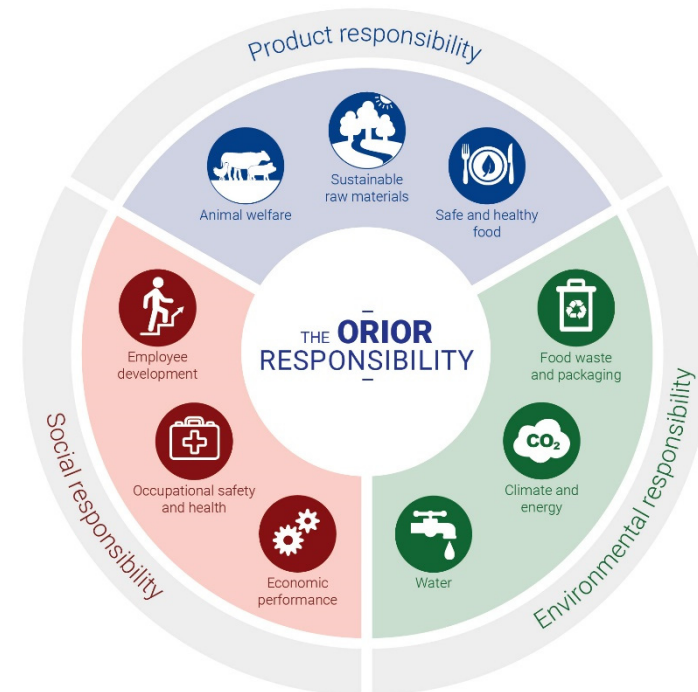 Product responsibility
Animal welfare
Sustainable
raw materials
Safe and healthy
food
THE ORIOR
RESPONSIBILITY
Employee
development
Occupational safety
and health
Economic
performance
Social responsibility
Food waste
and packaging
CO₂
Climate and
energy
Water
Environmental responsibility